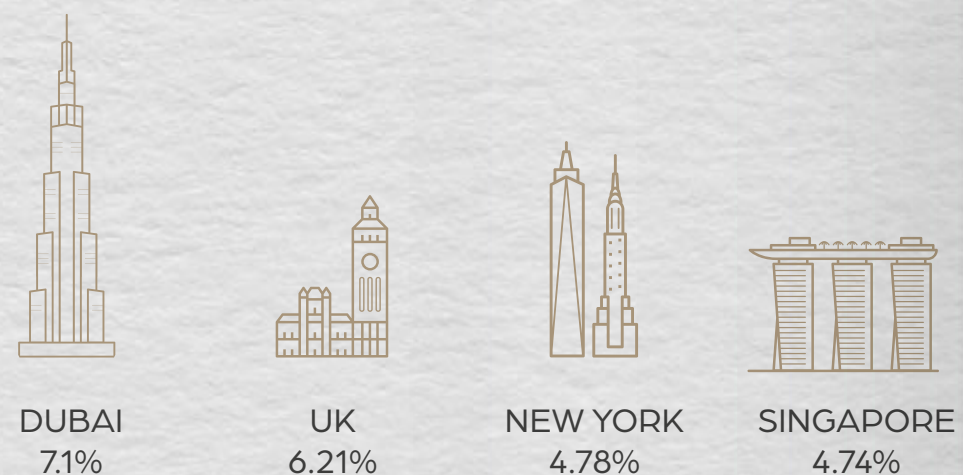 DUBAI
7.1%
UK
6.21%
NEW YORK
4.78%
SINGAPORE
4.74%